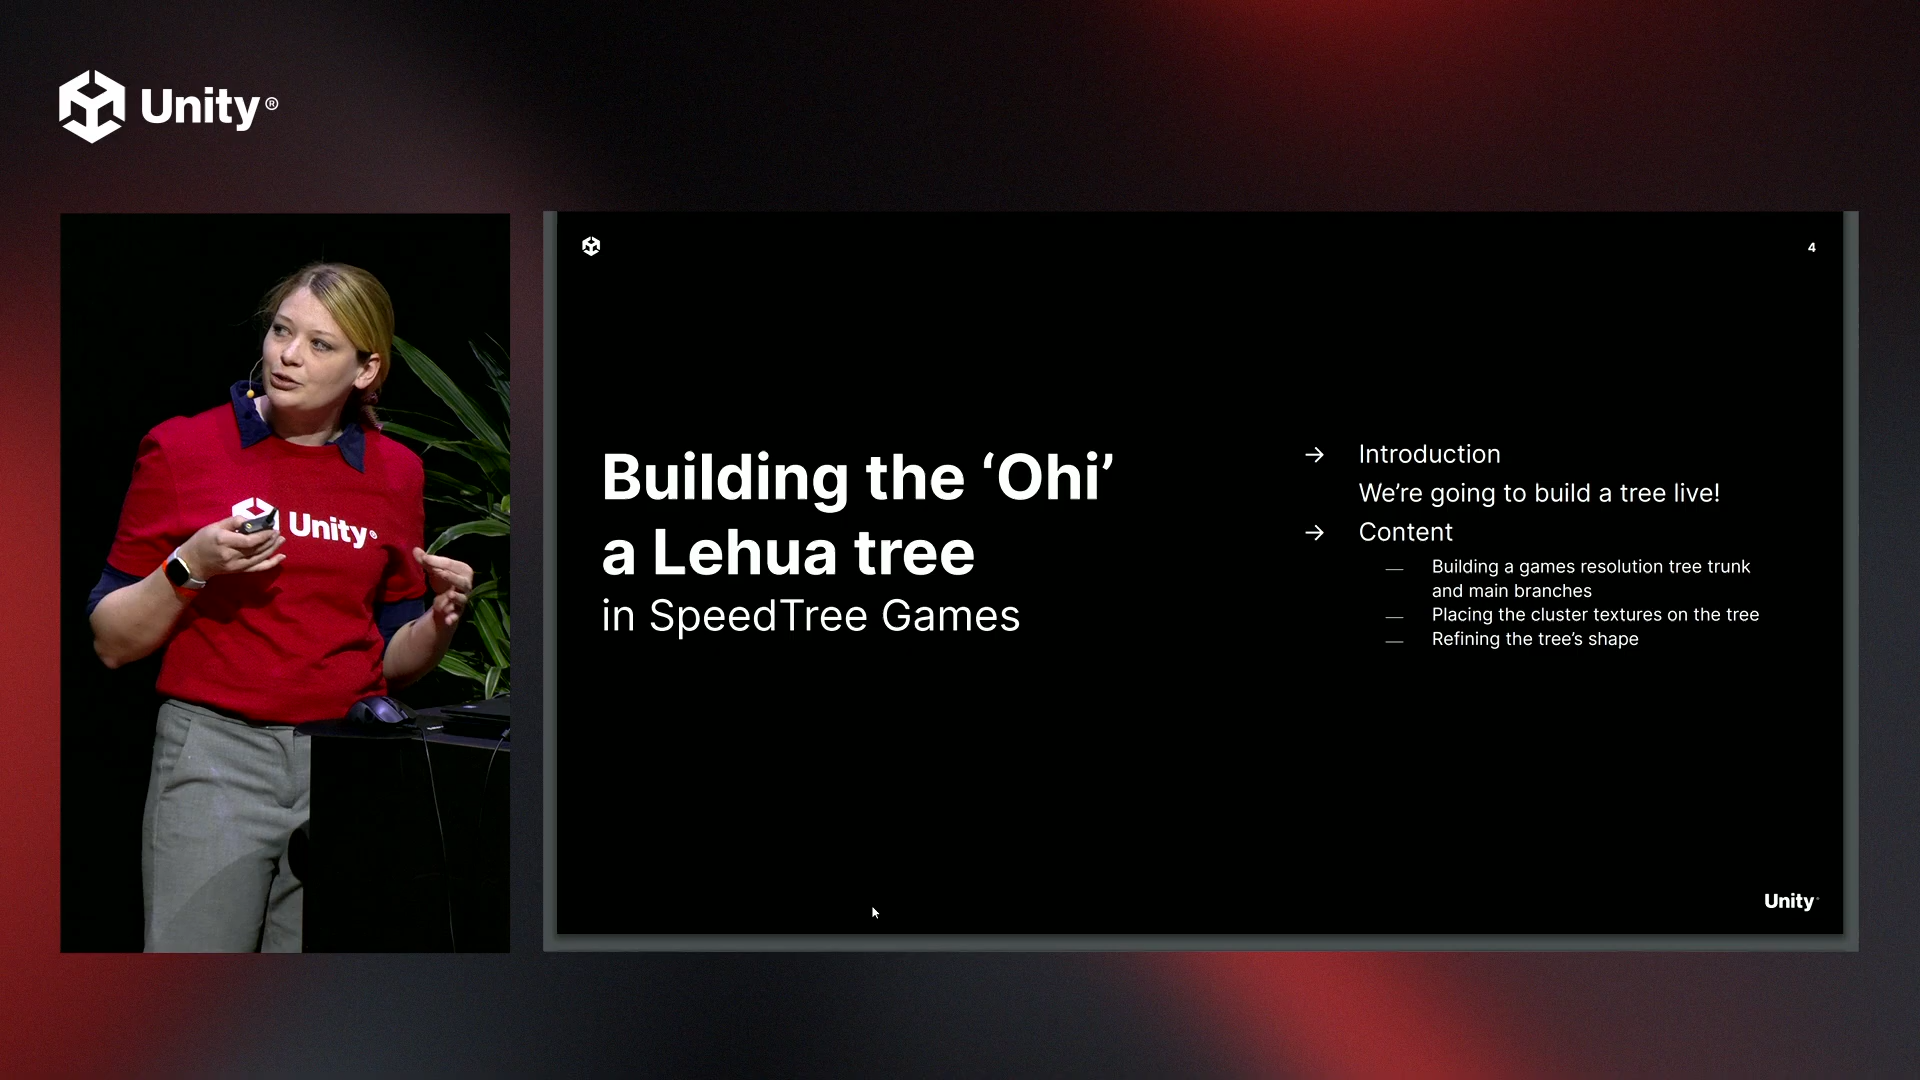 Unity®
Unity®
4
Building the ‘Ohi’
a Lehua tree
in SpeedTree Games
→ Introduction
We’re going to build a tree live!
→ Content
— Building a games resolution tree trunk
and main branches
— Placing the cluster textures on the tree
— Refining the tree’s shape
Unity